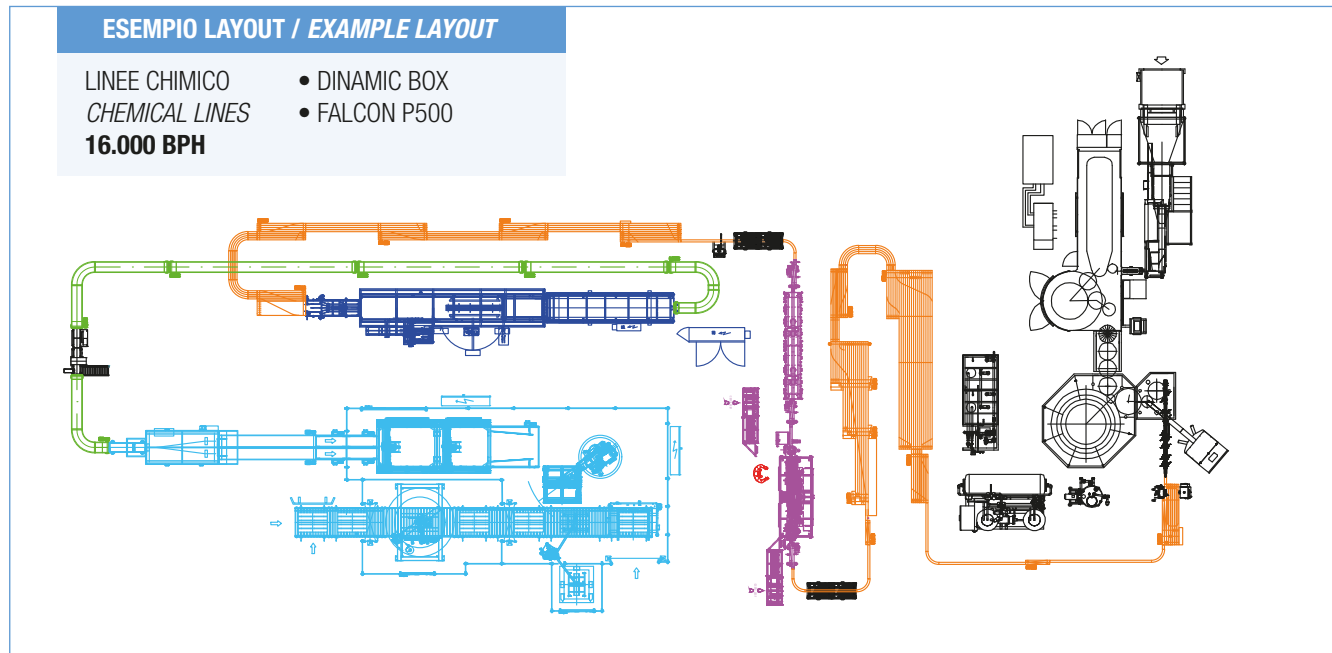 ESEMPIO LAYOUT / EXAMPLE LAYOUT
LINEE CHIMICO
CHEMICAL LINES
16.000 BPH
• DINAMIC BOX
• FALCON P500